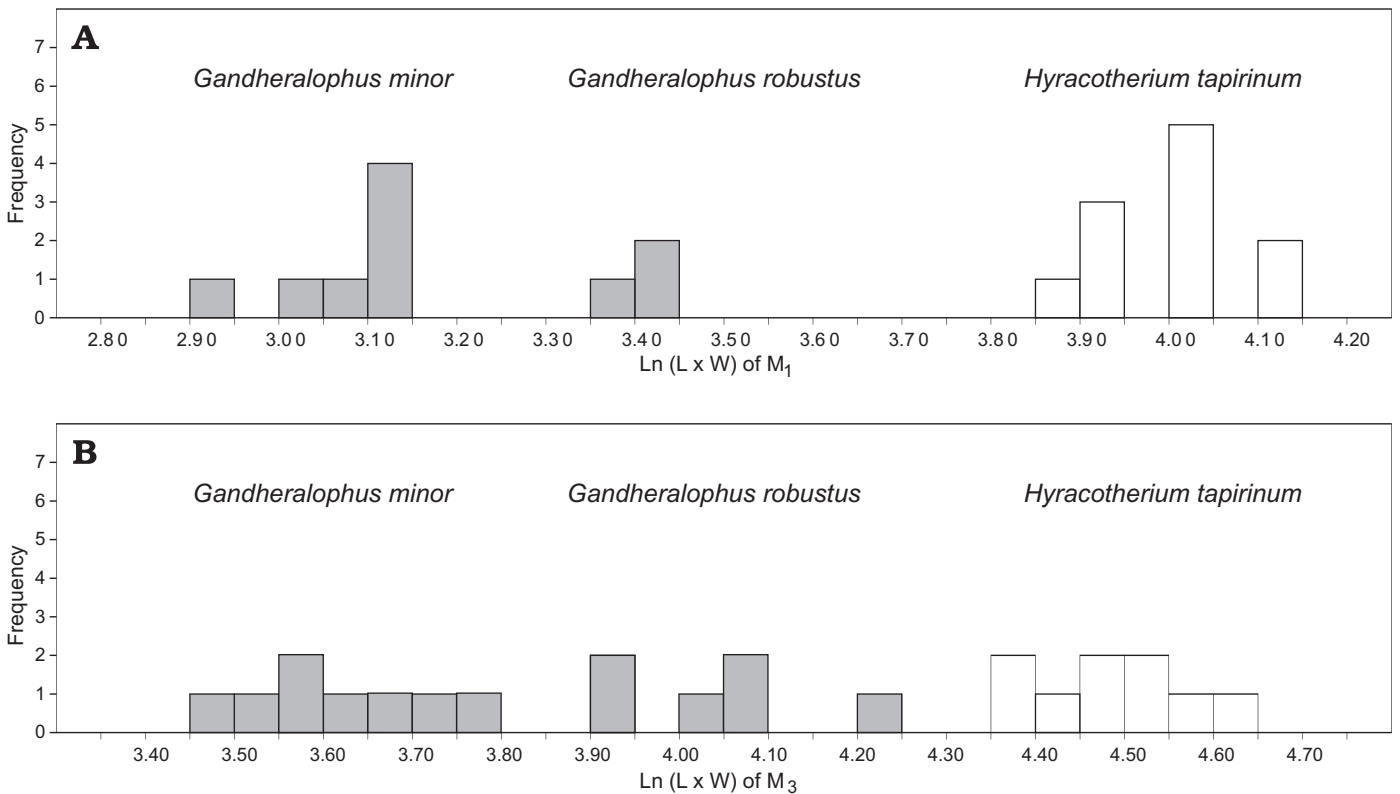 A
Gandheralophus minor Gandheralophus robustus Hyracotherium tapirinum
Frequency
7
6
5
4
3
2
1
0
2.80 2.90 3.00 3.10 3.20 3.30 3.40 3.50 3.60 3.70 3.80 3.90 4.00 4.10 4.20
Ln (L x W) of M1
B
Gandheralophus minor Gandheralophus robustus Hyracotherium tapirinum
Frequency
7
6
5
4
3
2
1
0
3.40 3.50 3.60 3.70 3.90 4.00 4.10 4.20 4.30 4.40 4.50 4.60 4.70
Ln (L x W) of M3